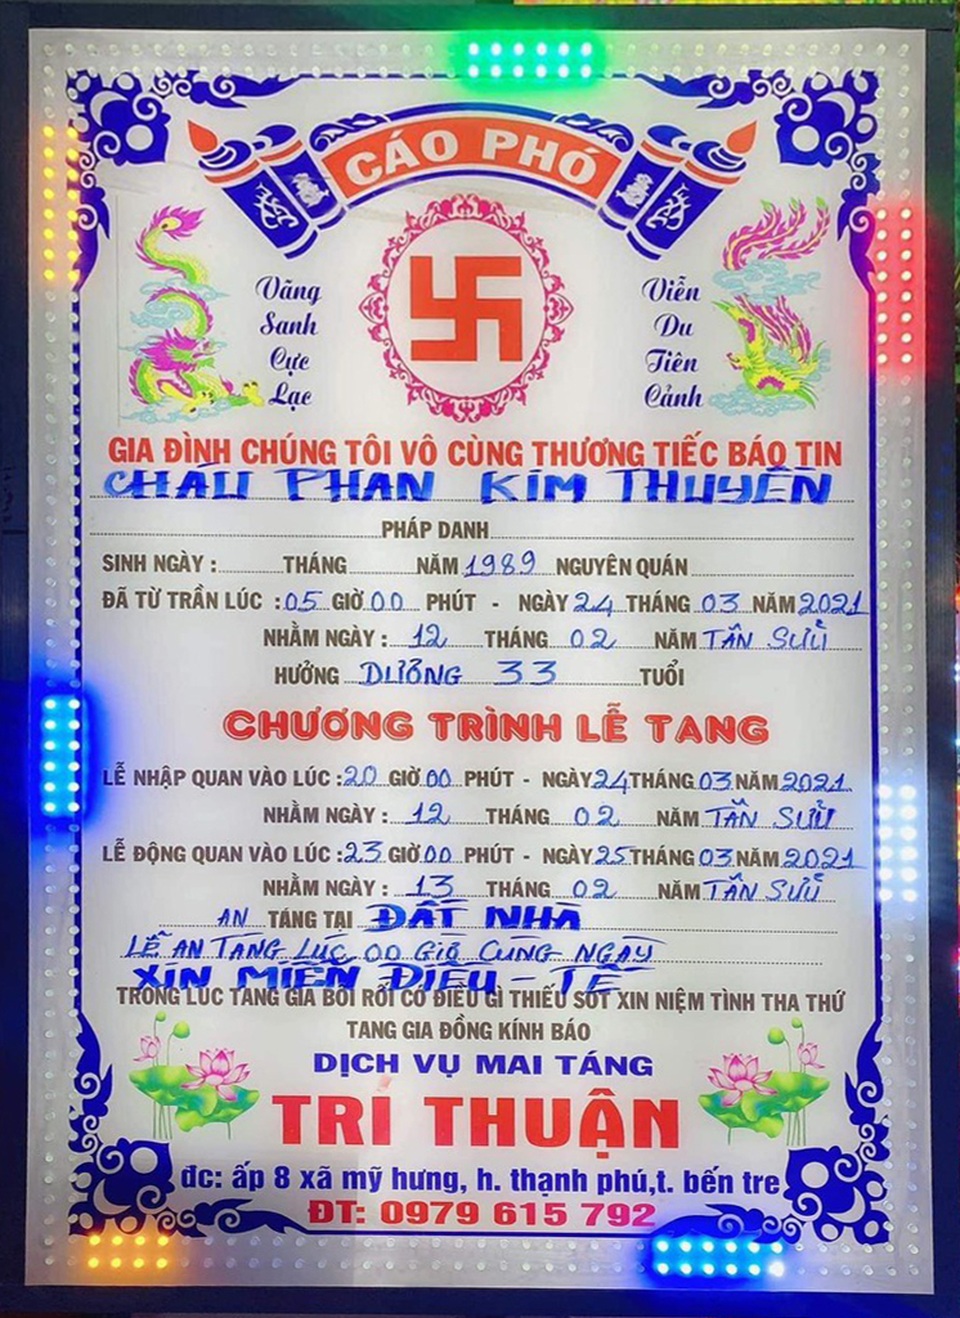 CÁO PHÓ
Vãng
Sanh
Cực
Lạc
Viễn
Du
Tiên
Cảnh
GIA ĐÌNH CHÚNG TÔI VÔ CÙNG THƯƠNG TIẾC BÁO TIN
CHÁU PHAN KIM THUYỀN
PHÁP DANH
SINH NGÀY : THÁNG NĂM 1989 NGUYÊN QUÁN
ĐÃ TỪ TRẦN LÚC : 05 GIỜ 00 PHÚT - NGÀY 24 THÁNG 03 NĂM 2021
NHẰM NGÀY : 12 THÁNG 02 NĂM TÂN SỬU
HƯỞNG DƯƠNG 33 TUỔI
CHƯƠNG TRÌNH LỄ TANG
LỄ NHẬP QUAN VÀO LÚC : 20 GIỜ 00 PHÚT - NGÀY 24 THÁNG 03 NĂM 2021
NHẰM NGÀY : 12 THÁNG 02 NĂM TÂN SỬU
LỄ ĐỘNG QUAN VÀO LÚC : 23 GIỜ 00 PHÚT - NGÀY 25 THÁNG 03 NĂM 2021
NHẰM NGÀY : 13 THÁNG 02 NĂM TÂN SỬU
AN TÁNG TẠI ĐẤT NHÀ
LỄ AN TÁNG LÚC 00 GIỜ CÙNG NGÀY
XIN MIỄN ĐIẾU - TẾ
TRONG LÚC TANG GIA BỐI RỐI CÓ ĐIỀU GÌ THIẾU SÓT XIN NIỆM TÌNH THA THỨ
TANG GIA ĐỒNG KÍNH BÁO
DỊCH VỤ MAI TÁNG
TRÍ THUẬN
đc: ấp 8 xã mỹ hưng, h. thạnh phú,t. bến tre
ĐT: 0979 615 792